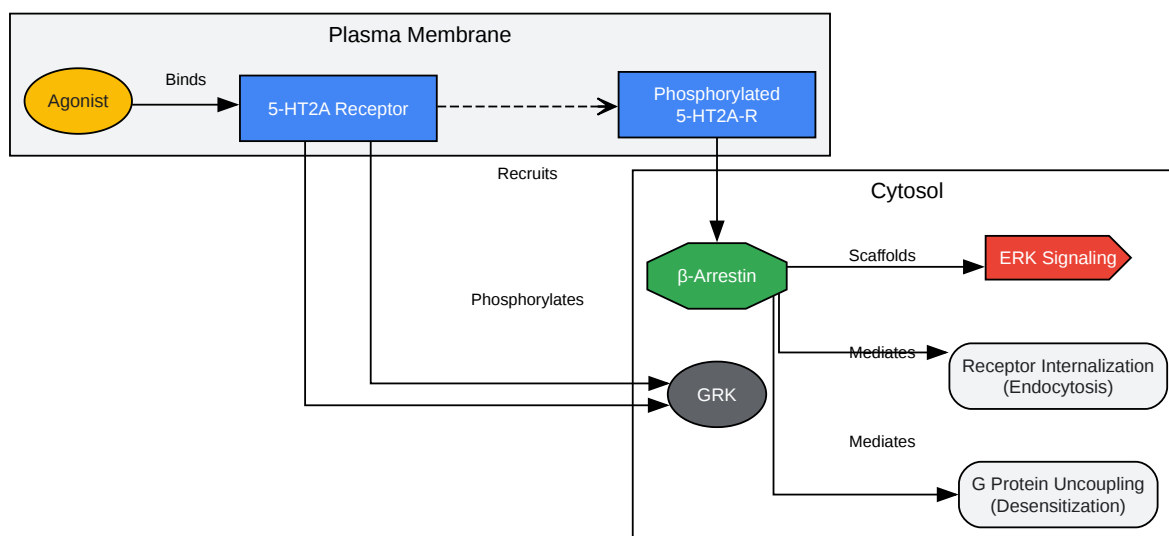 Plasma Membrane
Agonist
Binds
5-HT2A Receptor
Phosphorylated
5-HT2A-R
Recruits
Cytosol
β-Arrestin
Scaffolds
ERK Signaling
Phosphorylates
Mediates
Receptor Internalization
(Endocytosis)
GRK
Mediates
G Protein Uncoupling
(Desensitization)